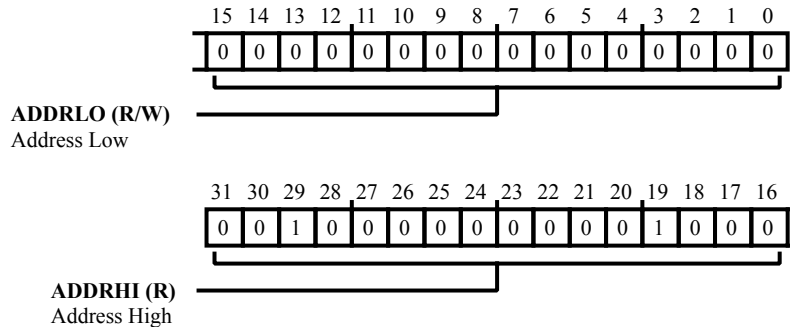 15 14 13 12 11 10 9 8 7 6 5 4 3 2 1 0
0 0 0 0 0 0 0 0 0 0 0 0 0 0 0 0
ADDRLO (R/W)
Address Low
31 30 29 28 27 26 25 24 23 22 21 20 19 18 17 16
0 0 1 0 0 0 0 0 0 0 0 0 1 0 0 0
ADDRHI (R)
Address High